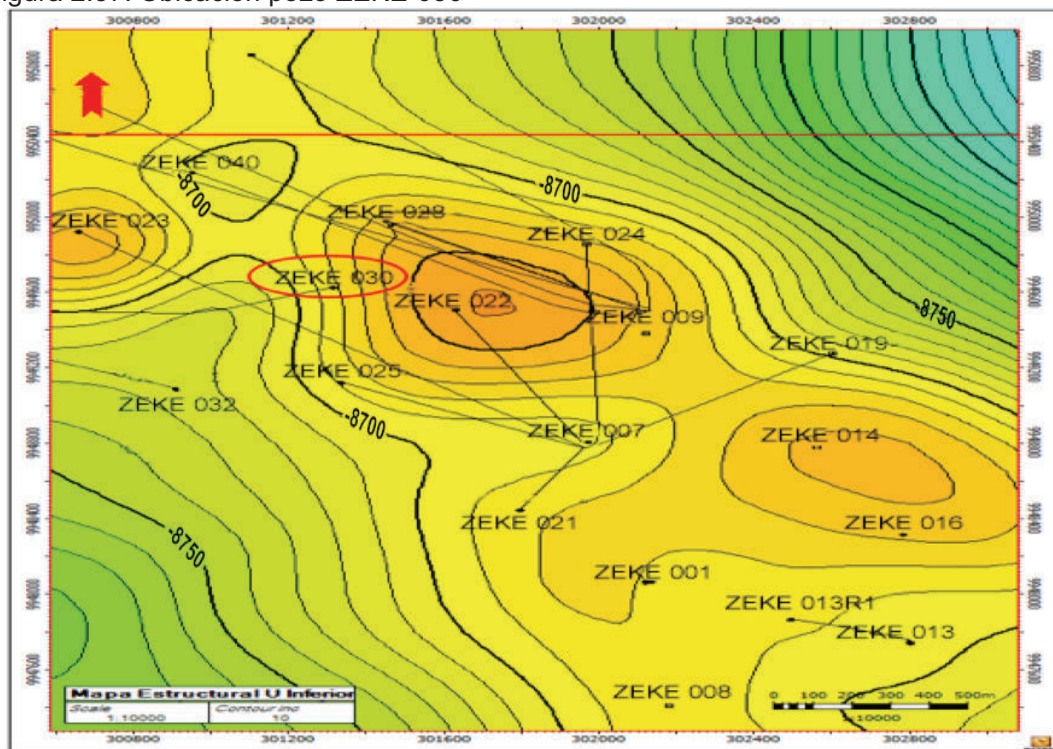 300800 301200 301600 302000 302400 302800
ZEKE 040
-8700
-8700
ZEKE 023
ZEKE 028
ZEKE 024
ZEKE 030
ZEKE 022
ZEKE 009
-8750
ZEKE 019
ZEKE 025
ZEKE 032
-8700
ZEKE 007
ZEKE 014
ZEKE 021
ZEKE 016
-8750
ZEKE 001
ZEKE 013R1
ZEKE 013
ZEKE 008
Mapa Estructural U Inferior
Scale
1:10000
Contour inc
10
0 100 200 300 400 500m
1:10000
300800 301200 301600 302000 302400 302800